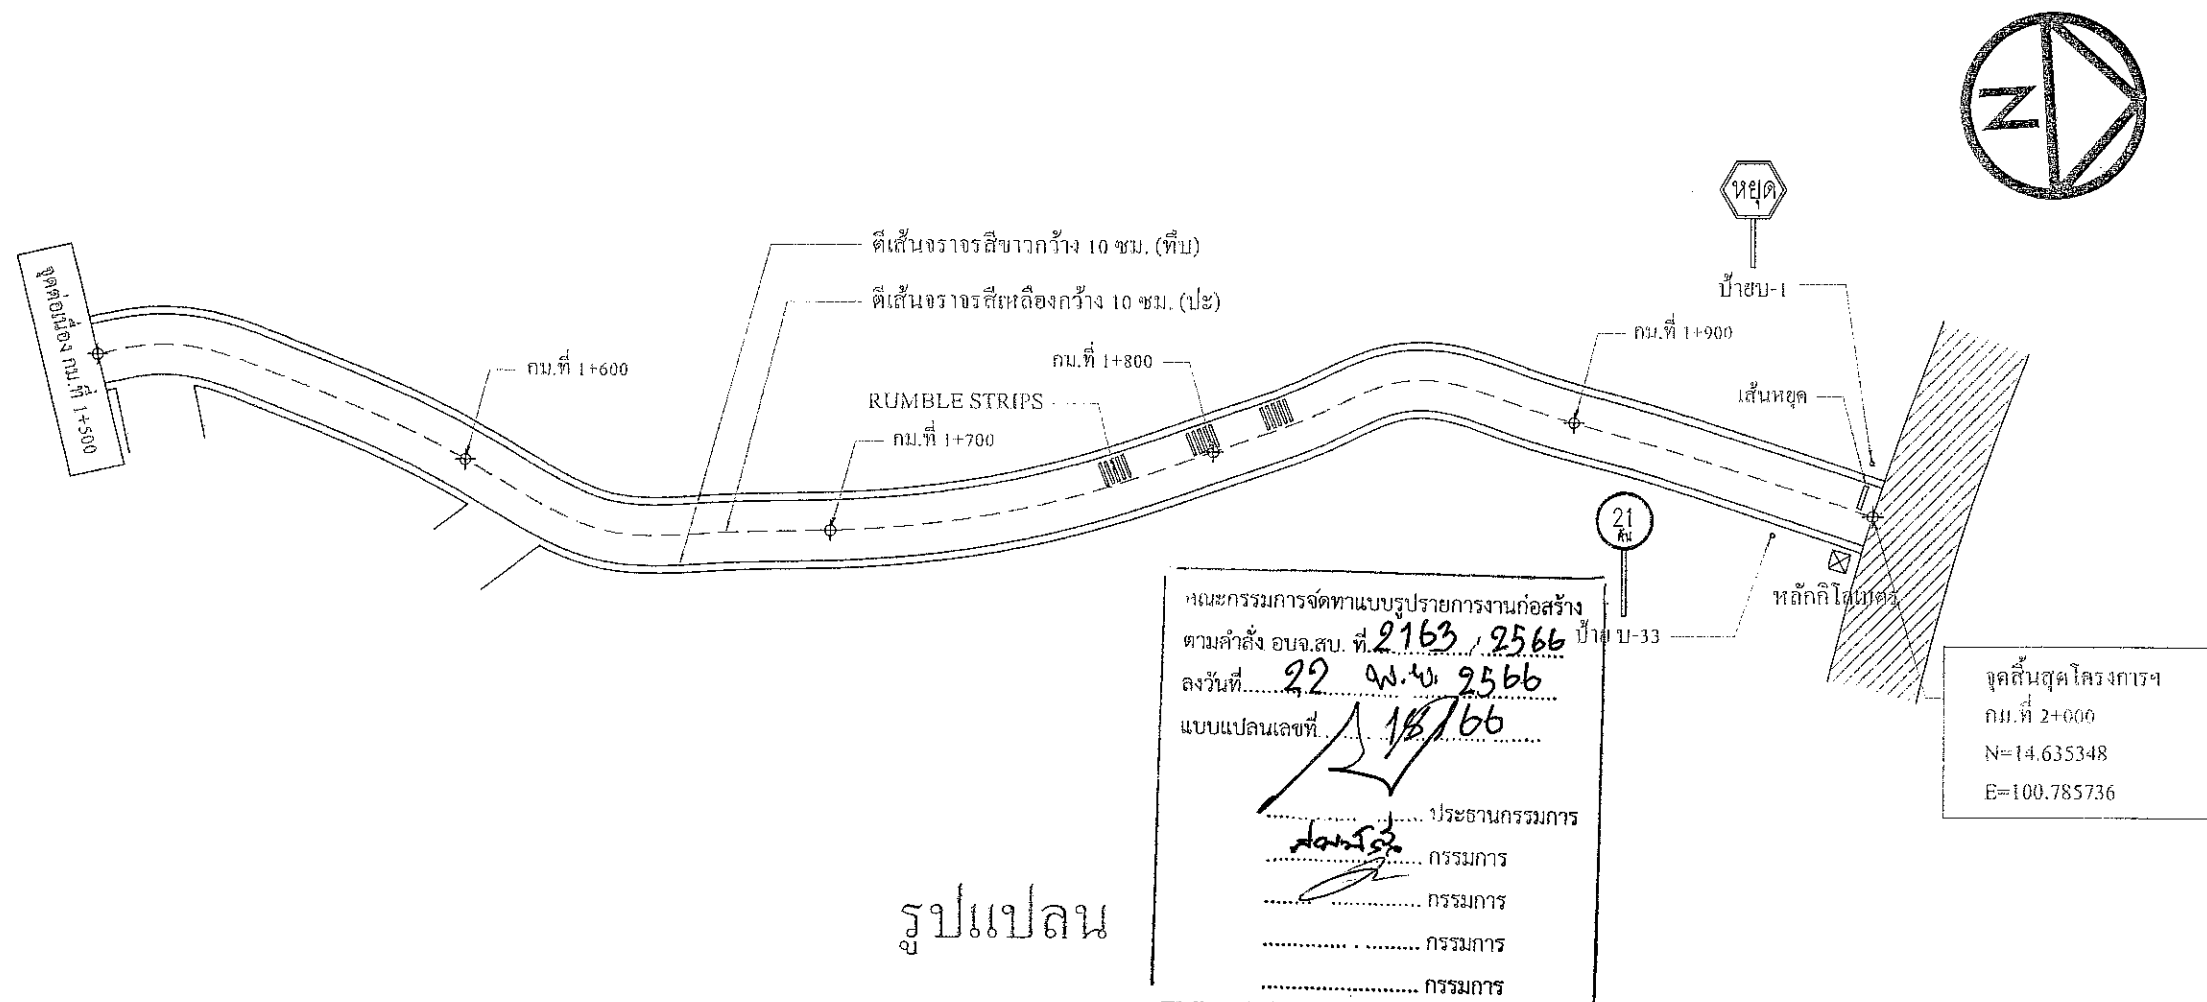 N
หยุด
ป้ายบ-1
ตีเส้นจราจรสีขาวกว้าง 10 ซม. (ทึบ)
ตีเส้นจราจรสีเหลืองกว้าง 10 ซม. (ปะ)
จุดต่อเนื่อง กม.ที่ 1+500
กม.ที่ 1+600
RUMBLE STRIPS
กม.ที่ 1+700
กม.ที่ 1+800
กม.ที่ 1+900
เส้นหยุด
21
ตัน
ป้าย บ-33
หลักกิโลเมตร
จุดสิ้นสุดโครงการฯ
กม.ที่ 2+000
N=14.635348
E=100.785736
คณะกรรมการจัดทำแบบรูปรายการงานก่อสร้าง
ตามคำสั่ง อบจ.สบ. ที่ 2163 / 2566
ลงวันที่ 22 พ.ย. 2566
แบบแปลนเลขที่ 18/66
ประธานกรรมการ
กรรมการ
กรรมการ
กรรมการ
กรรมการ
รูปแปลน